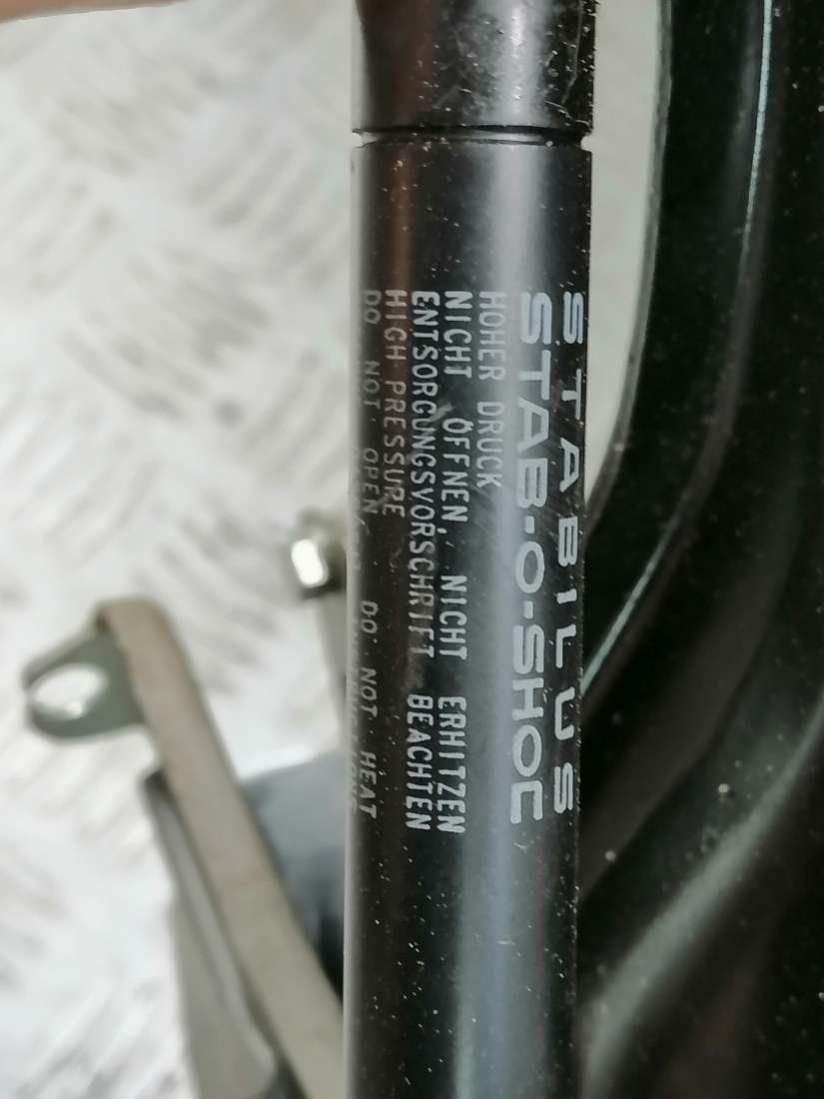 STABILUS
STAB-O-SHOC
HOHER DRUCK
NICHT ÖFFNEN, NICHT ERHITZEN
ENTSORGUNGSVORSCHRIFT BEACHTEN
HIGH PRESSURE
DO NOT OPEN, DO NOT HEAT